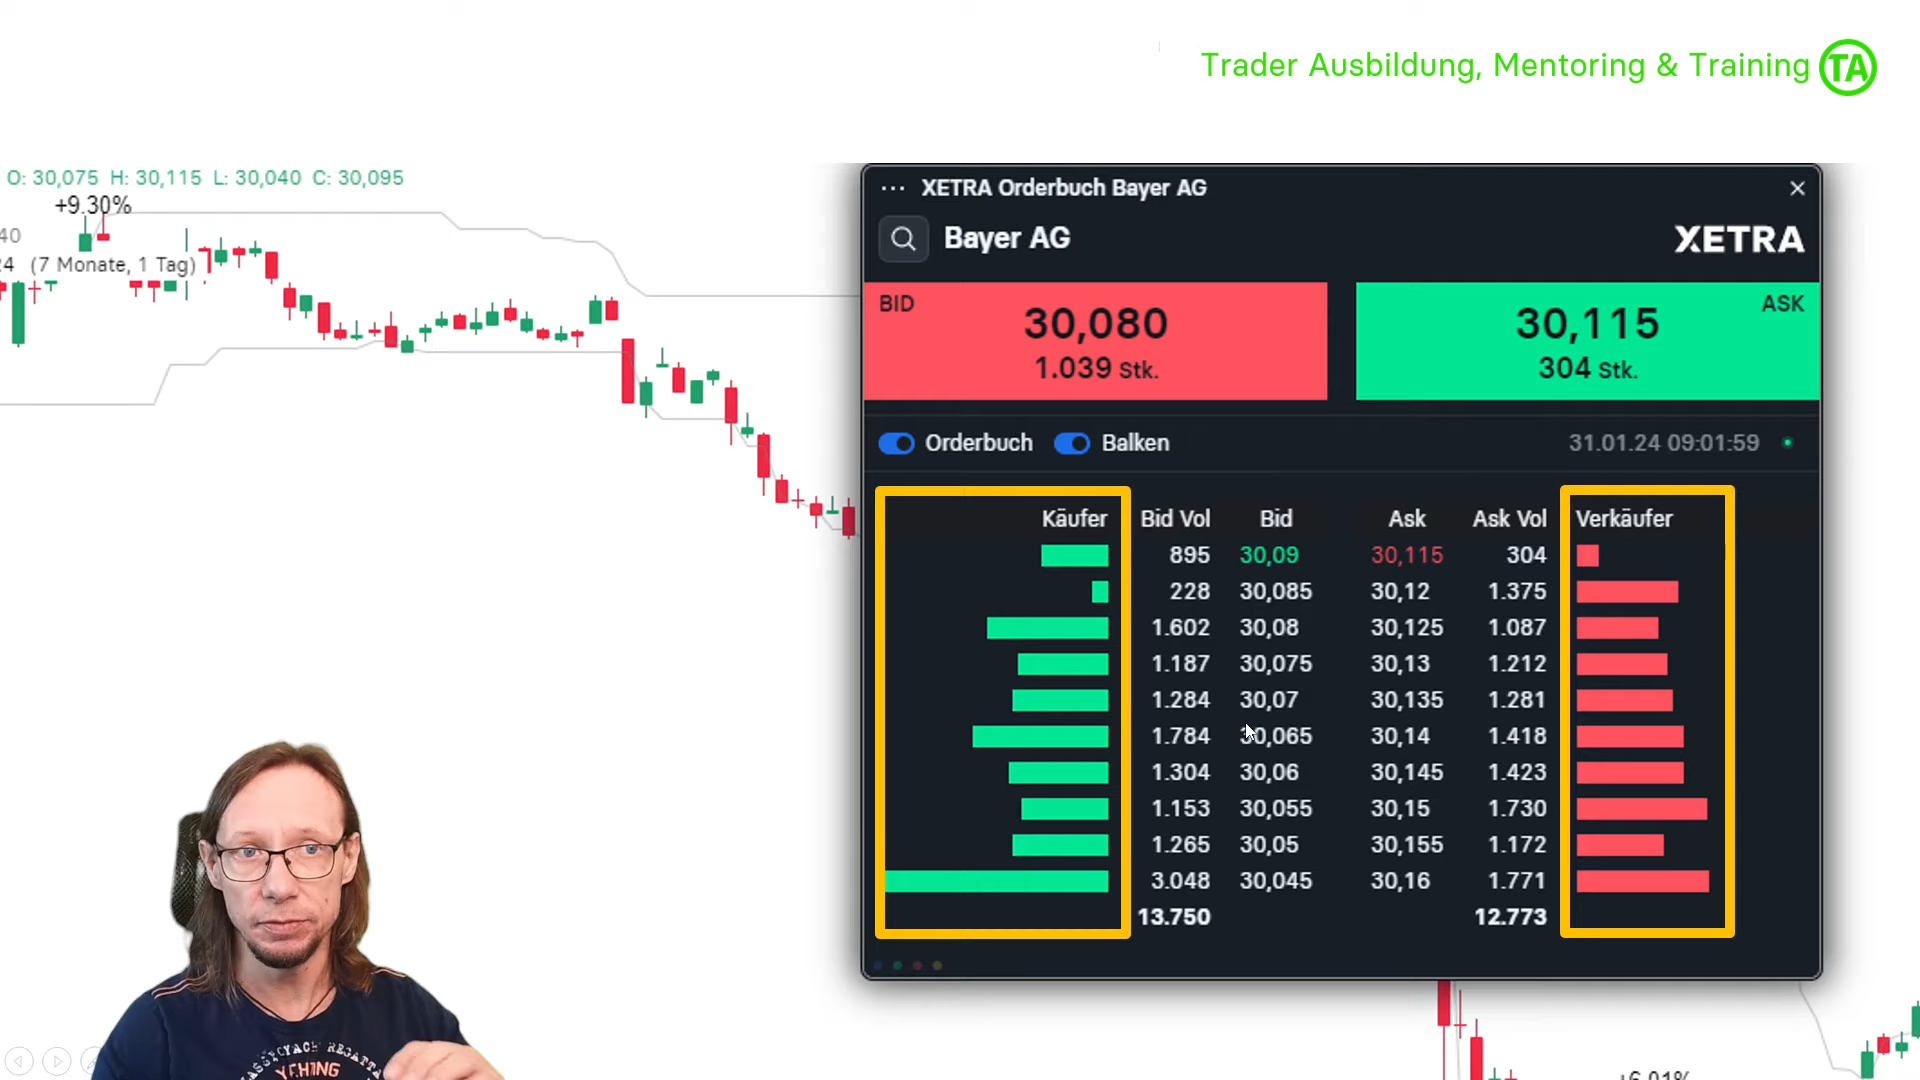 Trader Ausbildung, Mentoring & Training TA
O: 30,075 H: 30,115 L: 30,040 C: 30,095
+9.30%
40
24 (7 Monate, 1 Tag)
XETRA Orderbuch Bayer AG
Bayer AG
XETRA
BID
30,080
1.039 Stk.
ASK
30,115
304 Stk.
Orderbuch Balken 31.01.24 09:01:59
Käufer Bid Vol Bid Ask Ask Vol Verkäufer
895 30,09 30,115 304
228 30,085 30,12 1.375
1.602 30,08 30,125 1.087
1.187 30,075 30,13 1.212
1.284 30,07 30,135 1.281
1.784 30,065 30,14 1.418
1.304 30,06 30,145 1.423
1.153 30,055 30,15 1.730
1.265 30,05 30,155 1.172
3.048 30,045 30,16 1.771
13.750 12.773
+6.01%